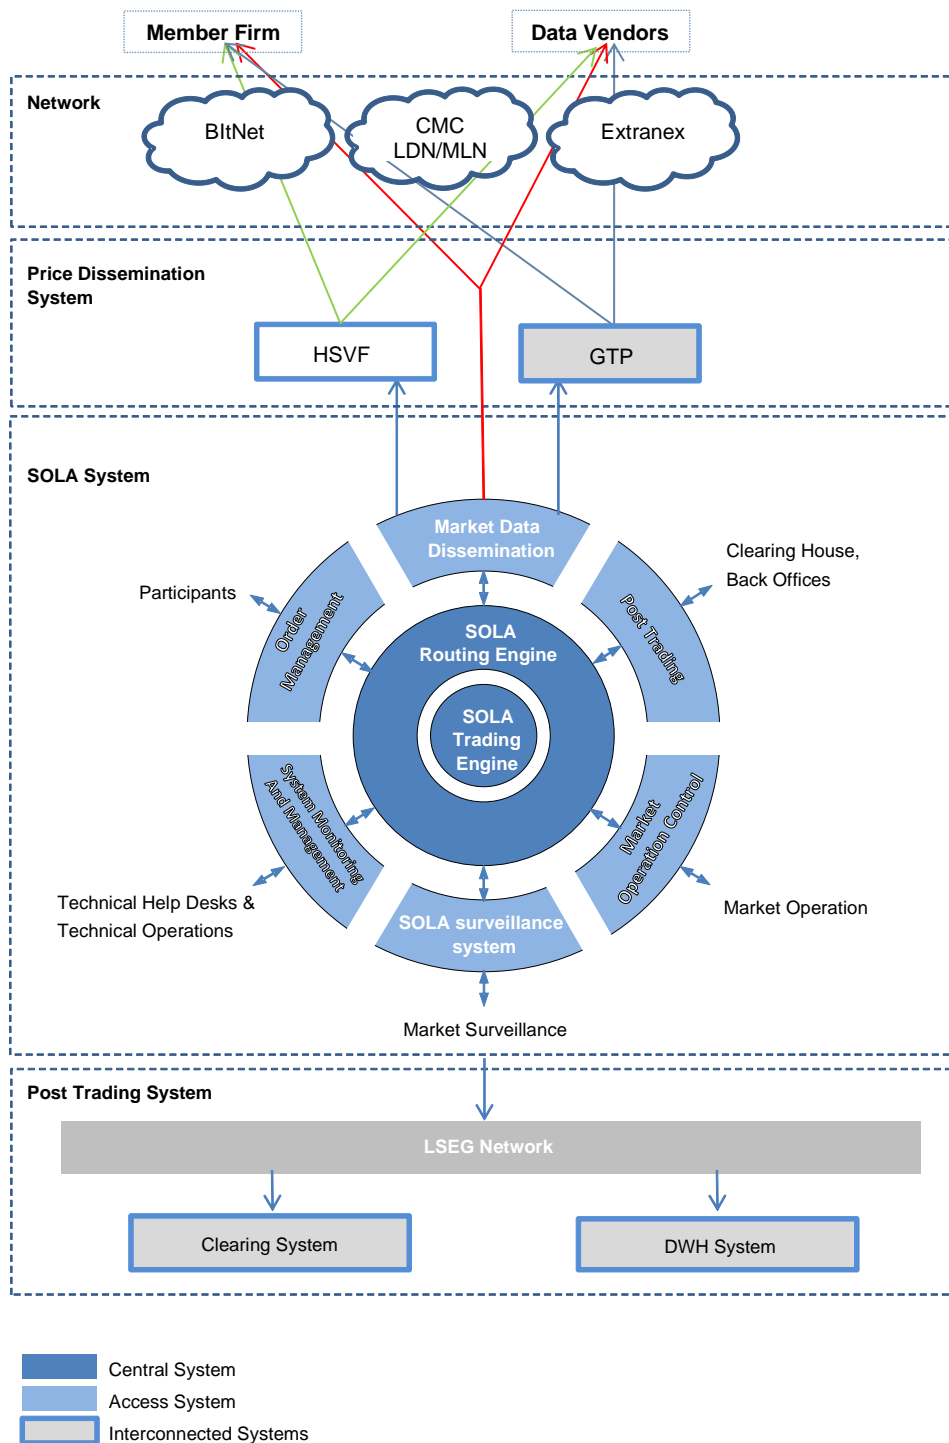 Member Firm
Data Vendors
Network
BItNet
CMC
LDN/MLN
Extranex
Price Dissemination
System
HSVF
GTP
SOLA System
Market Data
Dissemination
Participants
Order
Management
Clearing House,
Back Offices
Post Trading
SOLA
Routing Engine
SOLA
Trading
Engine
System Monitoring
And Management
Market
Operation Control
Technical Help Desks &
Technical Operations
SOLA surveillance
system
Market Operation
Market Surveillance
Post Trading System
LSEG Network
Clearing System
DWH System
Central System
Access System
Interconnected Systems